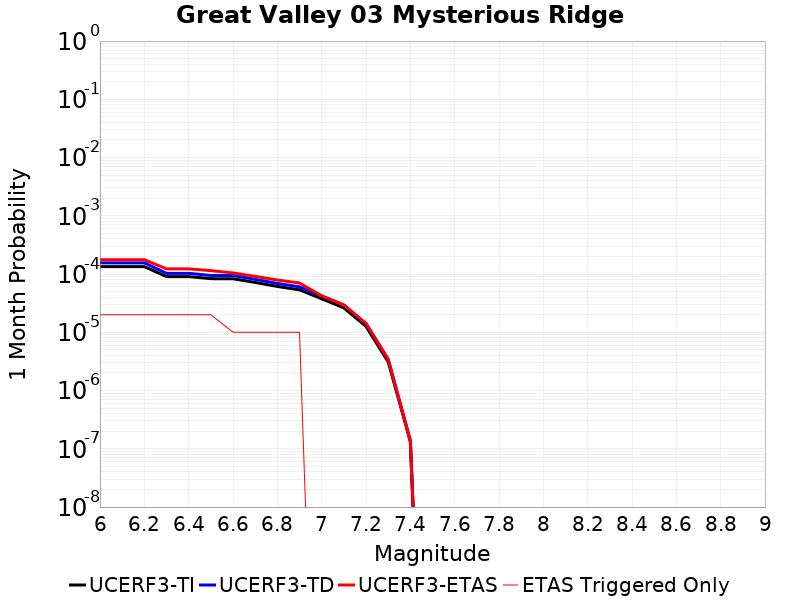 Great Valley 03 Mysterious Ridge
1 Month Probability
10^0
10^-1
10^-2
10^-3
10^-4
10^-5
10^-6
10^-7
10^-8
6 6.2 6.4 6.6 6.8 7 7.2 7.4 7.6 7.8 8 8.2 8.4 8.6 8.8 9
Magnitude
UCERF3-TI UCERF3-TD UCERF3-ETAS ETAS Triggered Only